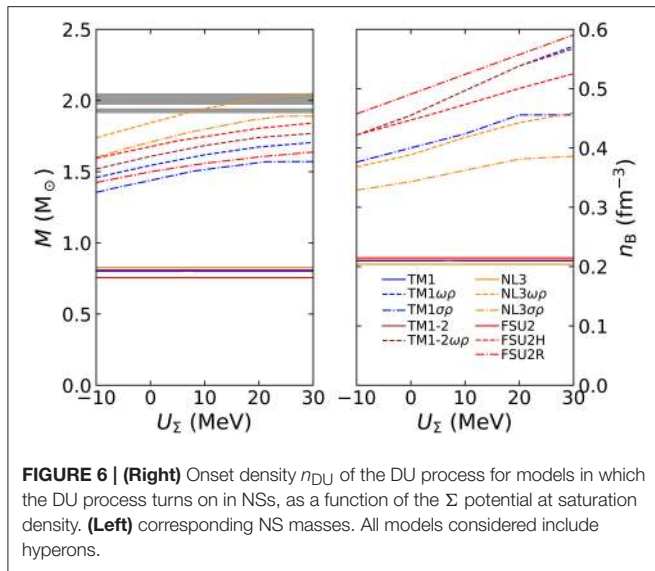 2.5
2.0
1.5
1.0
0.5
0.0
M (M⊙)
−10 0 10 20 30
U_Σ (MeV)
0.6
0.5
0.4
0.3
0.2
0.1
0.0
n_B (fm⁻³)
TM1
TM1ωρ
TM1σρ
TM1-2
TM1-2ωρ
NL3
NL3ωρ
NL3σρ
FSU2
FSU2H
FSU2R
−10 0 10 20 30
U_Σ (MeV)
FIGURE 6 | (Right) Onset density n_DU of the DU process for models in which
the DU process turns on in NSs, as a function of the Σ potential at saturation
density. (Left) corresponding NS masses. All models considered include
hyperons.